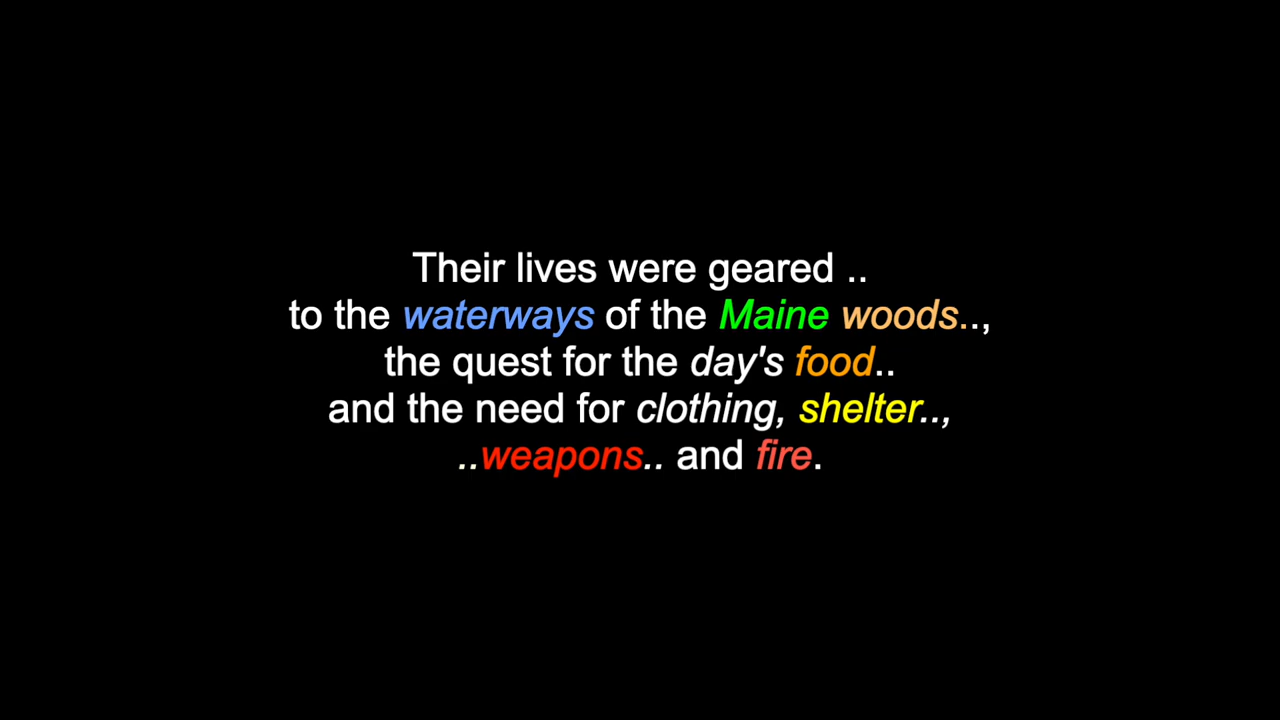 Their lives were geared ..
to the waterways of the Maine woods..,
the quest for the day's food..
and the need for clothing, shelter..,
..weapons.. and fire.